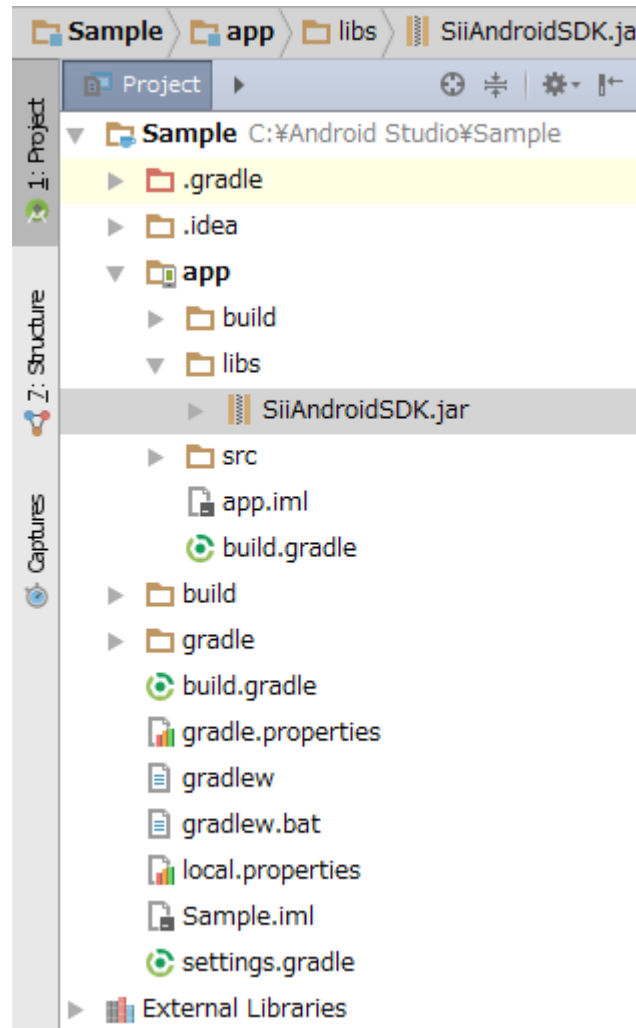 Sample app libs SiiAndroidSDK.ja
Project
1: Project
Sample C:¥Android Studio¥Sample
.gradle
.idea
app
build
libs
7: Structure
SiiAndroidSDK.jar
src
app.iml
Captures
build.gradle
build
gradle
build.gradle
gradle.properties
gradlew
gradlew.bat
local.properties
Sample.iml
settings.gradle
External Libraries